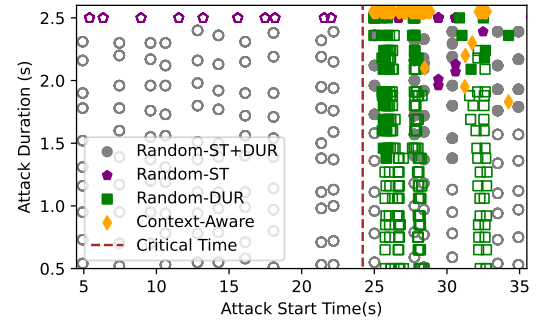 2.5
2.0
1.5
1.0
0.5
Attack Duration (s)
Random-ST+DUR
Random-ST
Random-DUR
Context-Aware
Critical Time
5 10 15 20 25 30 35
Attack Start Time(s)